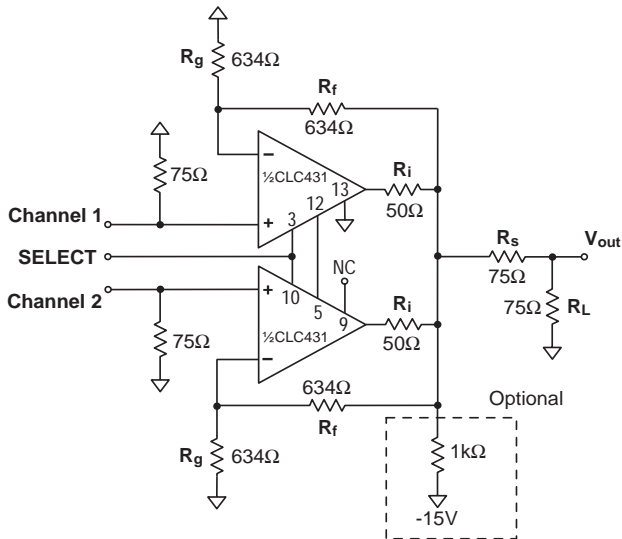 Rg 634Ω
Rf
634Ω
75Ω
½CLC431
Ri
50Ω
12
13
3
Channel 1
SELECT
Channel 2
Rs
75Ω
Vout
75Ω
RL
NC
10
5
9
½CLC431
Ri
50Ω
75Ω
634Ω
Rf
Rg 634Ω
Optional
1kΩ
-15V